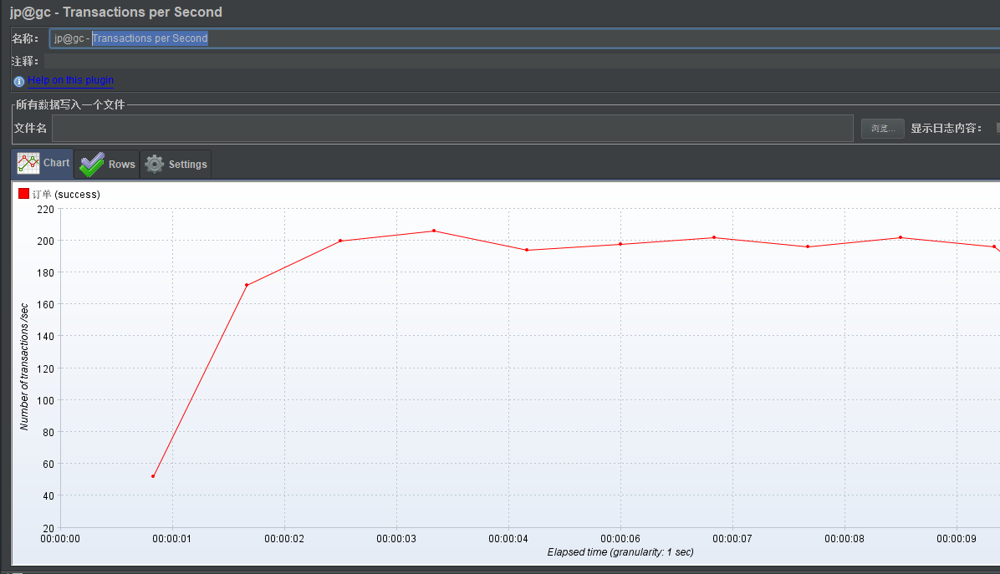 jp@gc - Transactions per Second
名称： jp@gc - Transactions per Second
注释：
Help on this plugin
所有数据写入一个文件
文件名 浏览... 显示日志内容：
Chart Rows Settings
订单 (success)
220
200
180
160
140
120
100
80
60
40
20
Number of transactions /sec
00:00:00 00:00:01 00:00:02 00:00:03 00:00:04 00:00:06 00:00:07 00:00:08 00:00:09
Elapsed time (granularity: 1 sec)